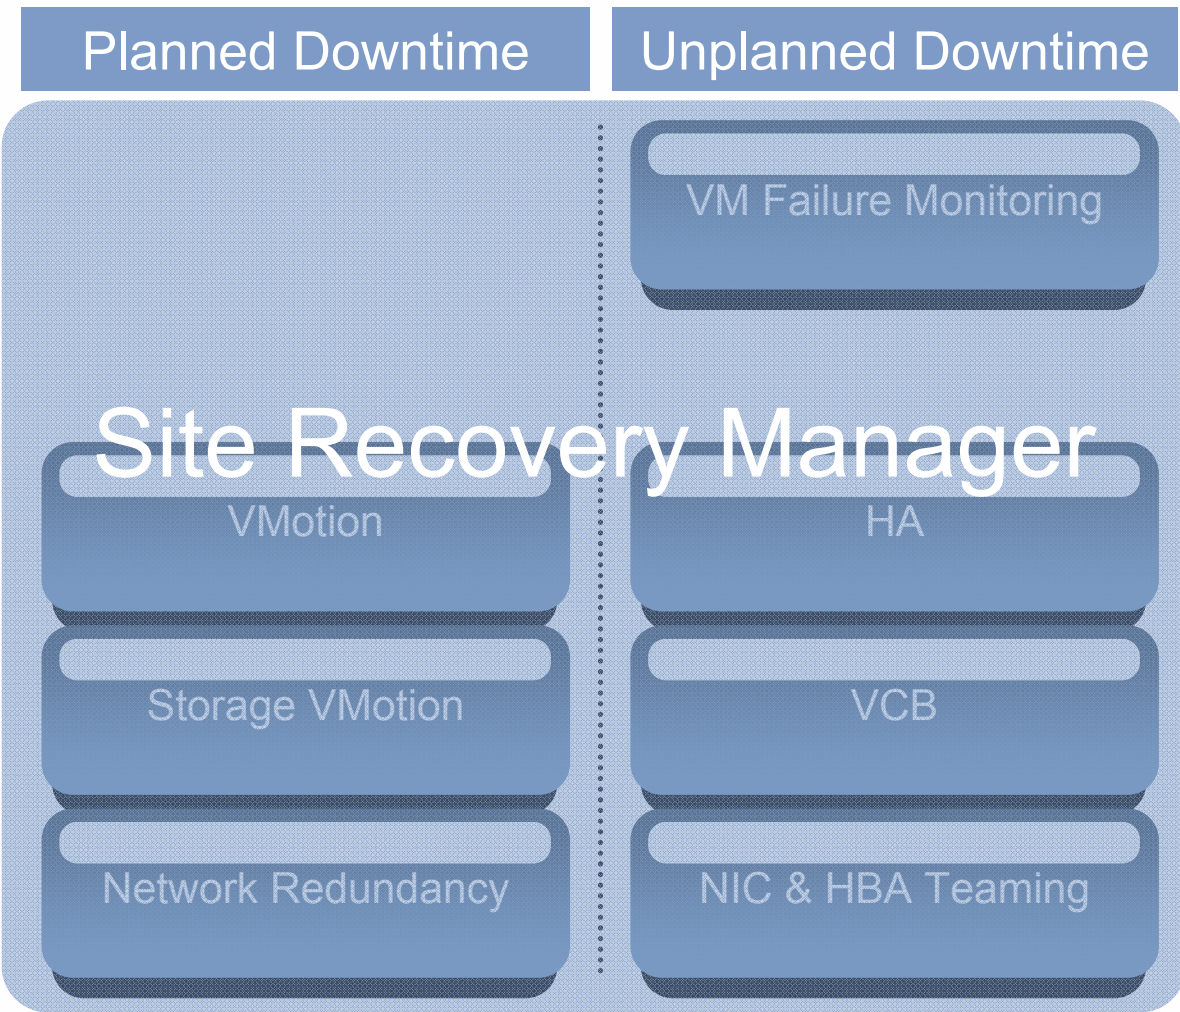 Planned Downtime
Unplanned Downtime
VM Failure Monitoring
Site Recovery Manager
VMotion
HA
Storage VMotion
VCB
Network Redundancy
NIC & HBA Teaming